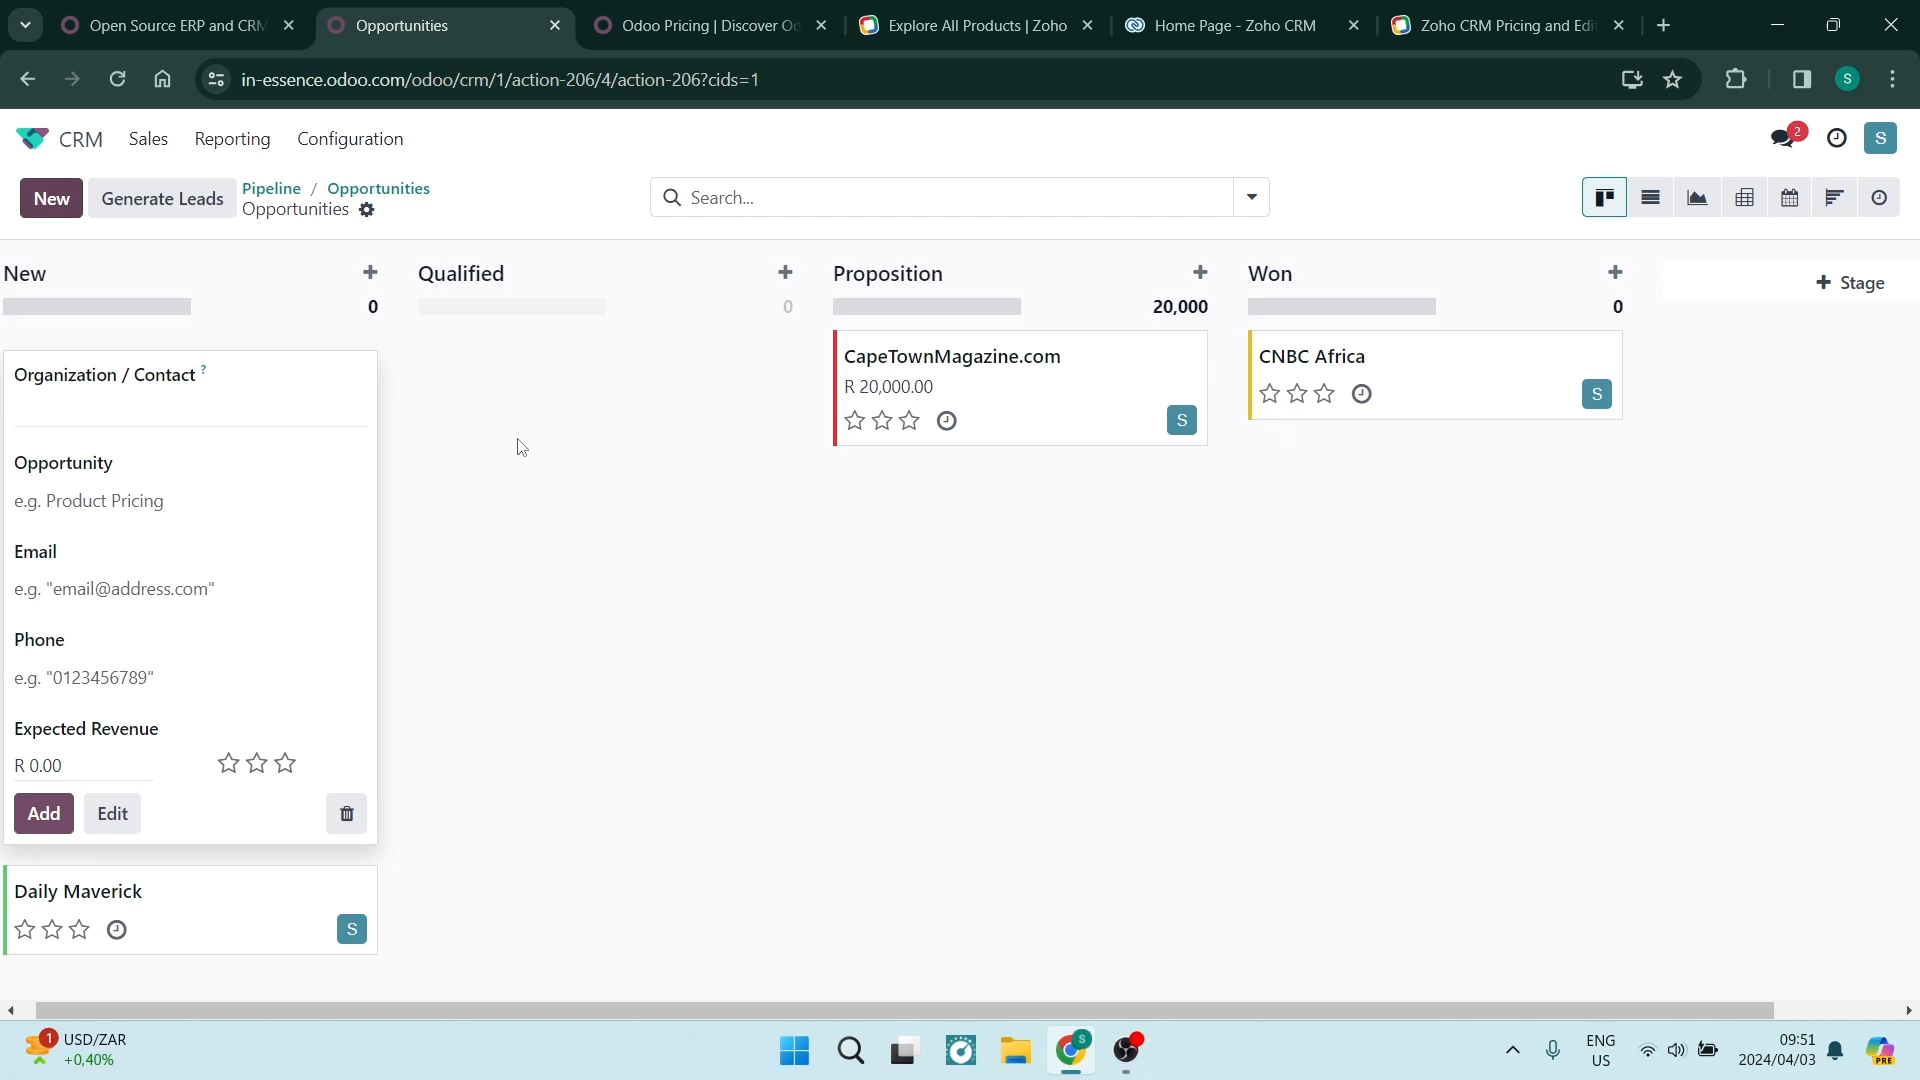 Open Source ERP and CRM
Opportunities
Odoo Pricing | Discover Oc
Explore All Products | Zoho
Home Page - Zoho CRM
Zoho CRM Pricing and Edi
in-essence.odoo.com/odoo/crm/1/action-206/4/action-206?cids=1
S
CRM
Sales
Reporting
Configuration
2
S
New
Generate Leads
Pipeline / Opportunities
Opportunities
Search...
New
0
Organization / Contact ?
Opportunity
e.g. Product Pricing
Email
e.g. "email@address.com"
Phone
e.g. "0123456789"
Expected Revenue
R 0.00
Add
Edit
Daily Maverick
S
Qualified
0
Proposition
20,000
CapeTownMagazine.com
R 20,000.00
S
Won
0
CNBC Africa
S
Stage
1
USD/ZAR
+0,40%
S
ENG
US
09:51
2024/04/03
PRE